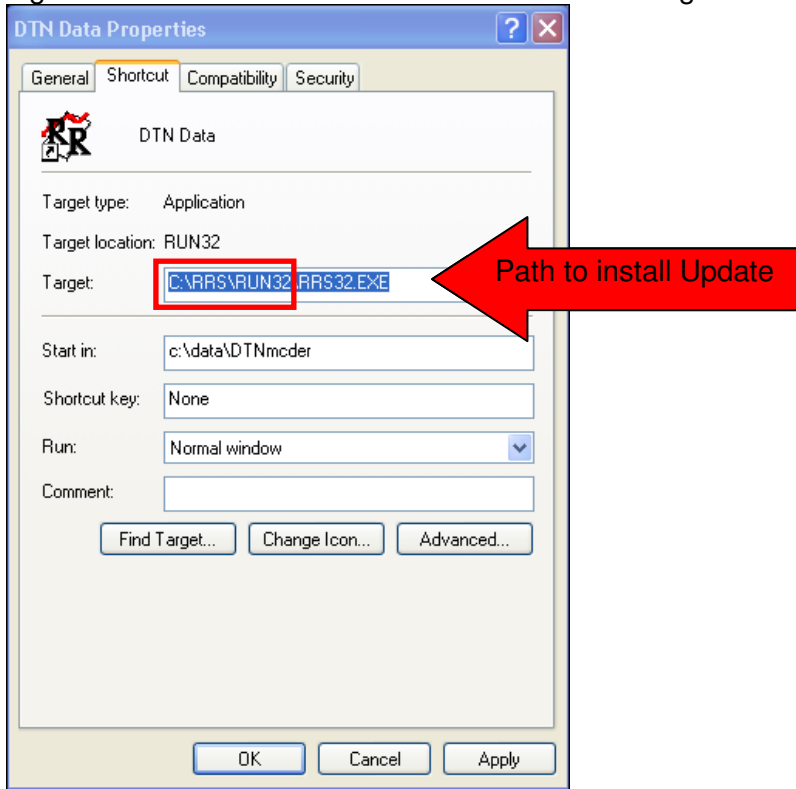 DTN Data Properties
General Shortcut Compatibility Security
RR
DTN Data
Target type: Application
Target location: RUN32
Target: C:\RRS\RUN32\RRS32.EXE
Path to install Update
Start in: c:\data\DTNmcder
Shortcut key: None
Run: Normal window
Comment:
Find Target... Change Icon... Advanced...
OK Cancel Apply